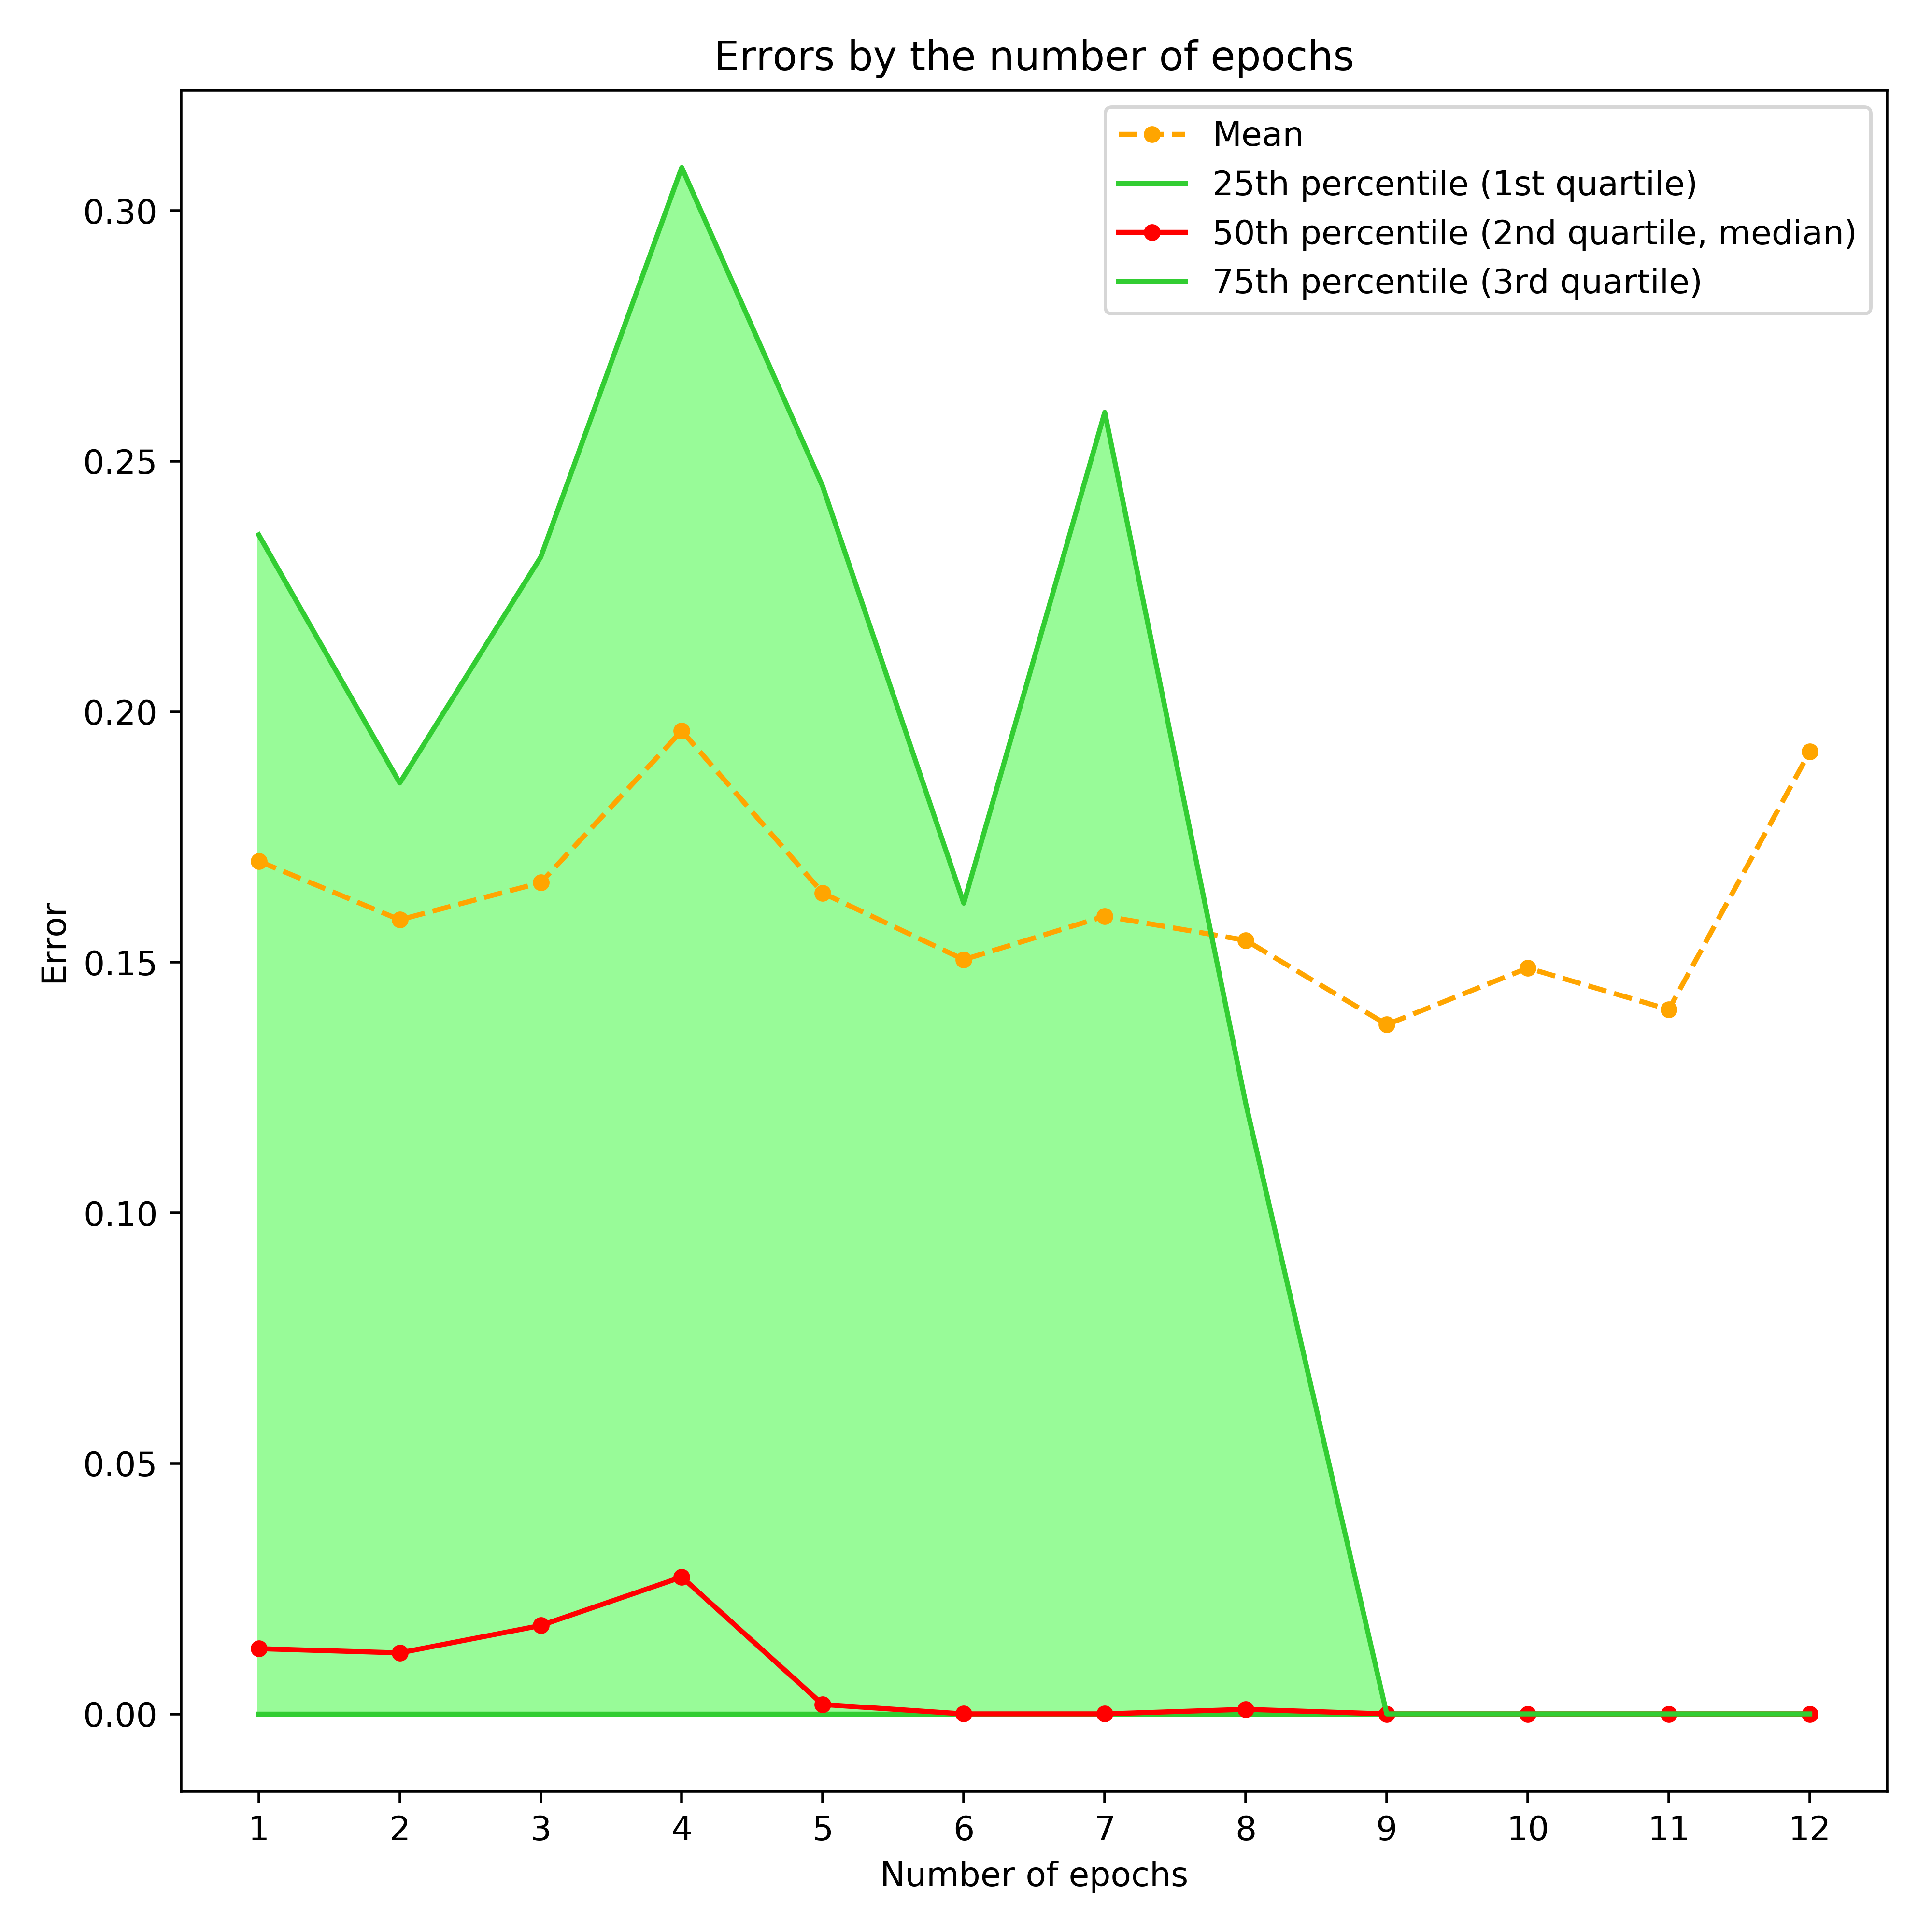 Errors by the number of epochs
Mean
25th percentile (1st quartile)
50th percentile (2nd quartile, median)
75th percentile (3rd quartile)
Error
0.30
0.25
0.20
0.15
0.10
0.05
0.00
1 2 3 4 5 6 7 8 9 10 11 12
Number of epochs